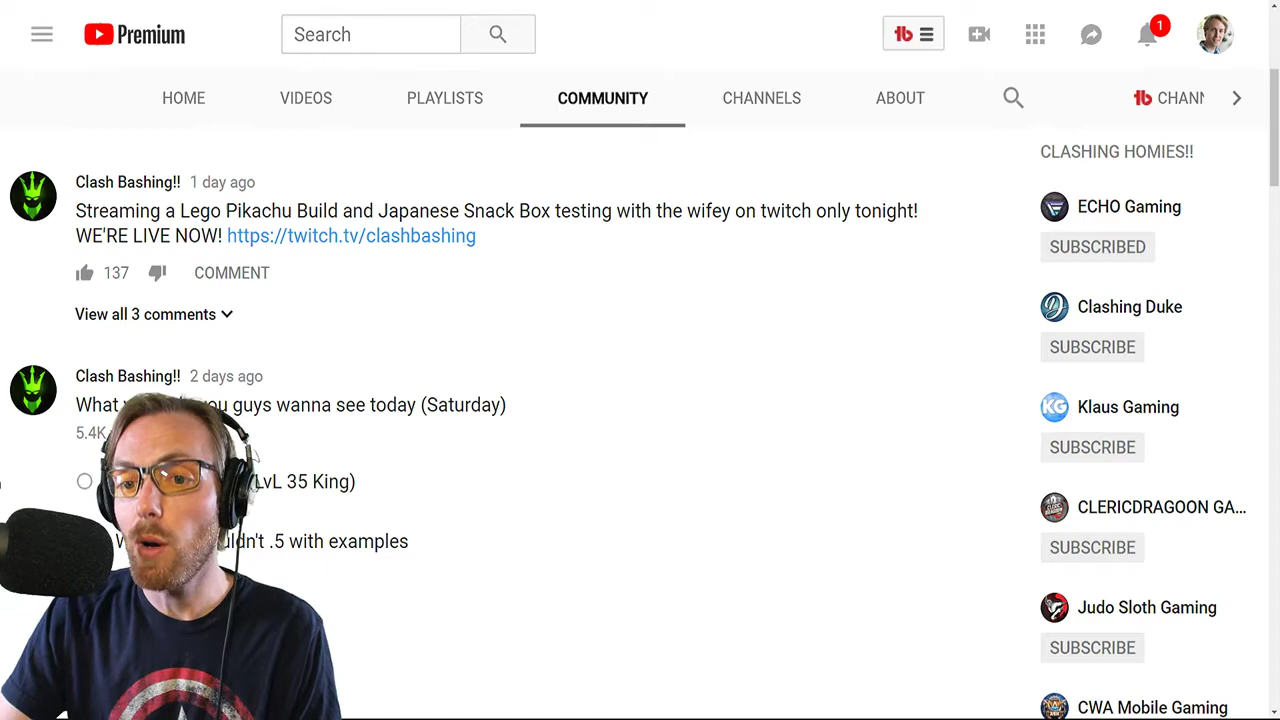 Premium
Search
1
HOME
VIDEOS
PLAYLISTS
COMMUNITY
CHANNELS
ABOUT
CHANN
CLASHING HOMIES!!
Clash Bashing!! 1 day ago
Streaming a Lego Pikachu Build and Japanese Snack Box testing with the wifey on twitch only tonight!
WE'RE LIVE NOW! https://twitch.tv/clashbashing
137
COMMENT
View all 3 comments
Clash Bashing!! 2 days ago
What you guys wanna see today (Saturday)
5.4K
(LvL 35 King)
.5 with examples
ECHO Gaming
SUBSCRIBED
Clashing Duke
SUBSCRIBE
KG
Klaus Gaming
SUBSCRIBE
CLERICDRAGOON GA...
SUBSCRIBE
Judo Sloth Gaming
SUBSCRIBE
CWA Mobile Gaming